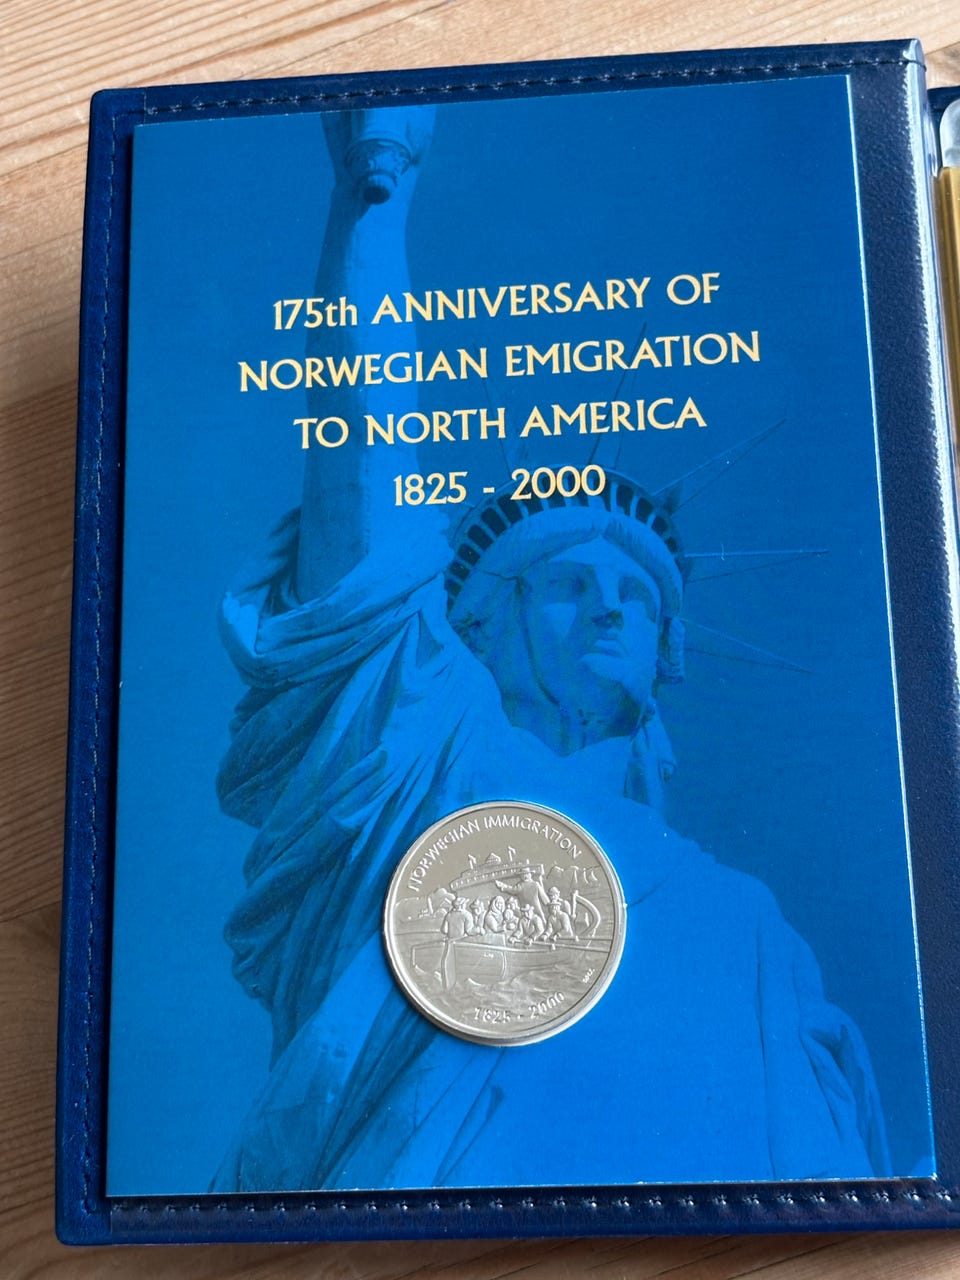 175th ANNIVERSARY OF
NORWEGIAN EMIGRATION
TO NORTH AMERICA
1825 - 2000
NORWEGIAN IMMIGRATION
1825 - 2000